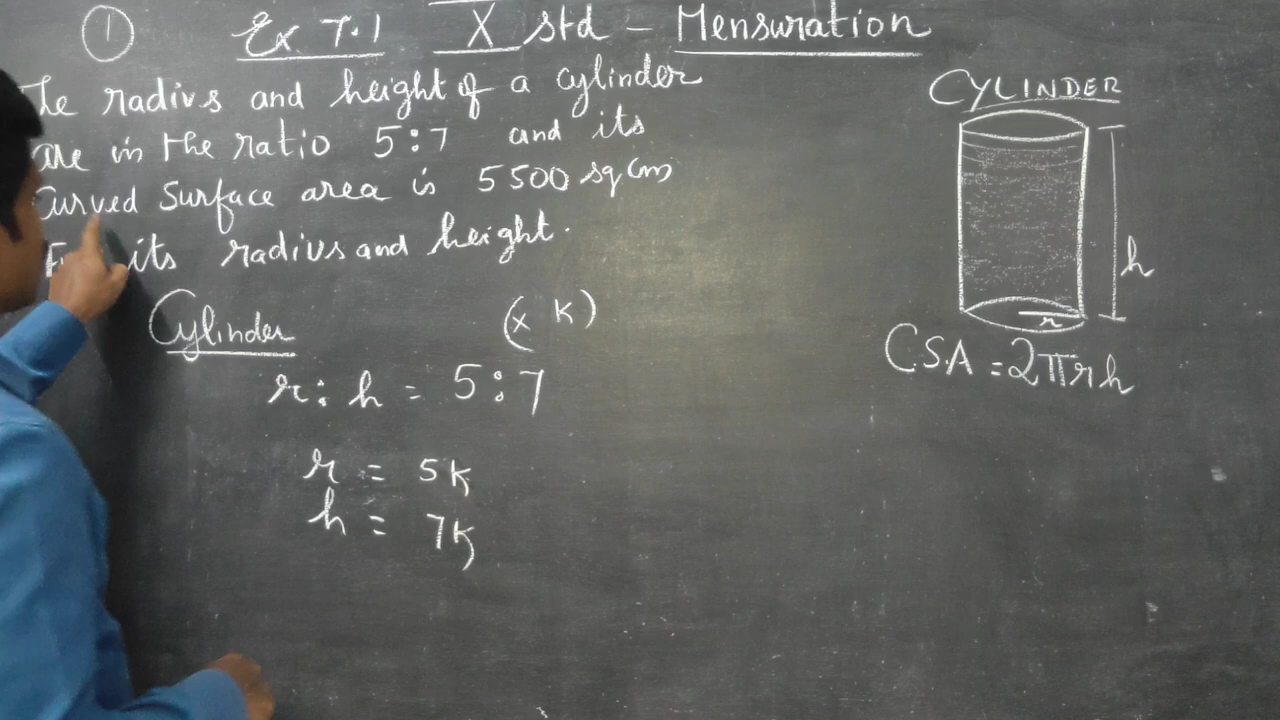 1 Ex 7.1 X std - Mensuration
The radius and height of a cylinder
are in the ratio 5:7 and its
Curved Surface area is 5500 sq cm
its radius and height.
Cylinder
(x K)
r : h = 5 : 7
r = 5K
h = 7K
CYLINDER
h
r
C.S.A = 2πrh